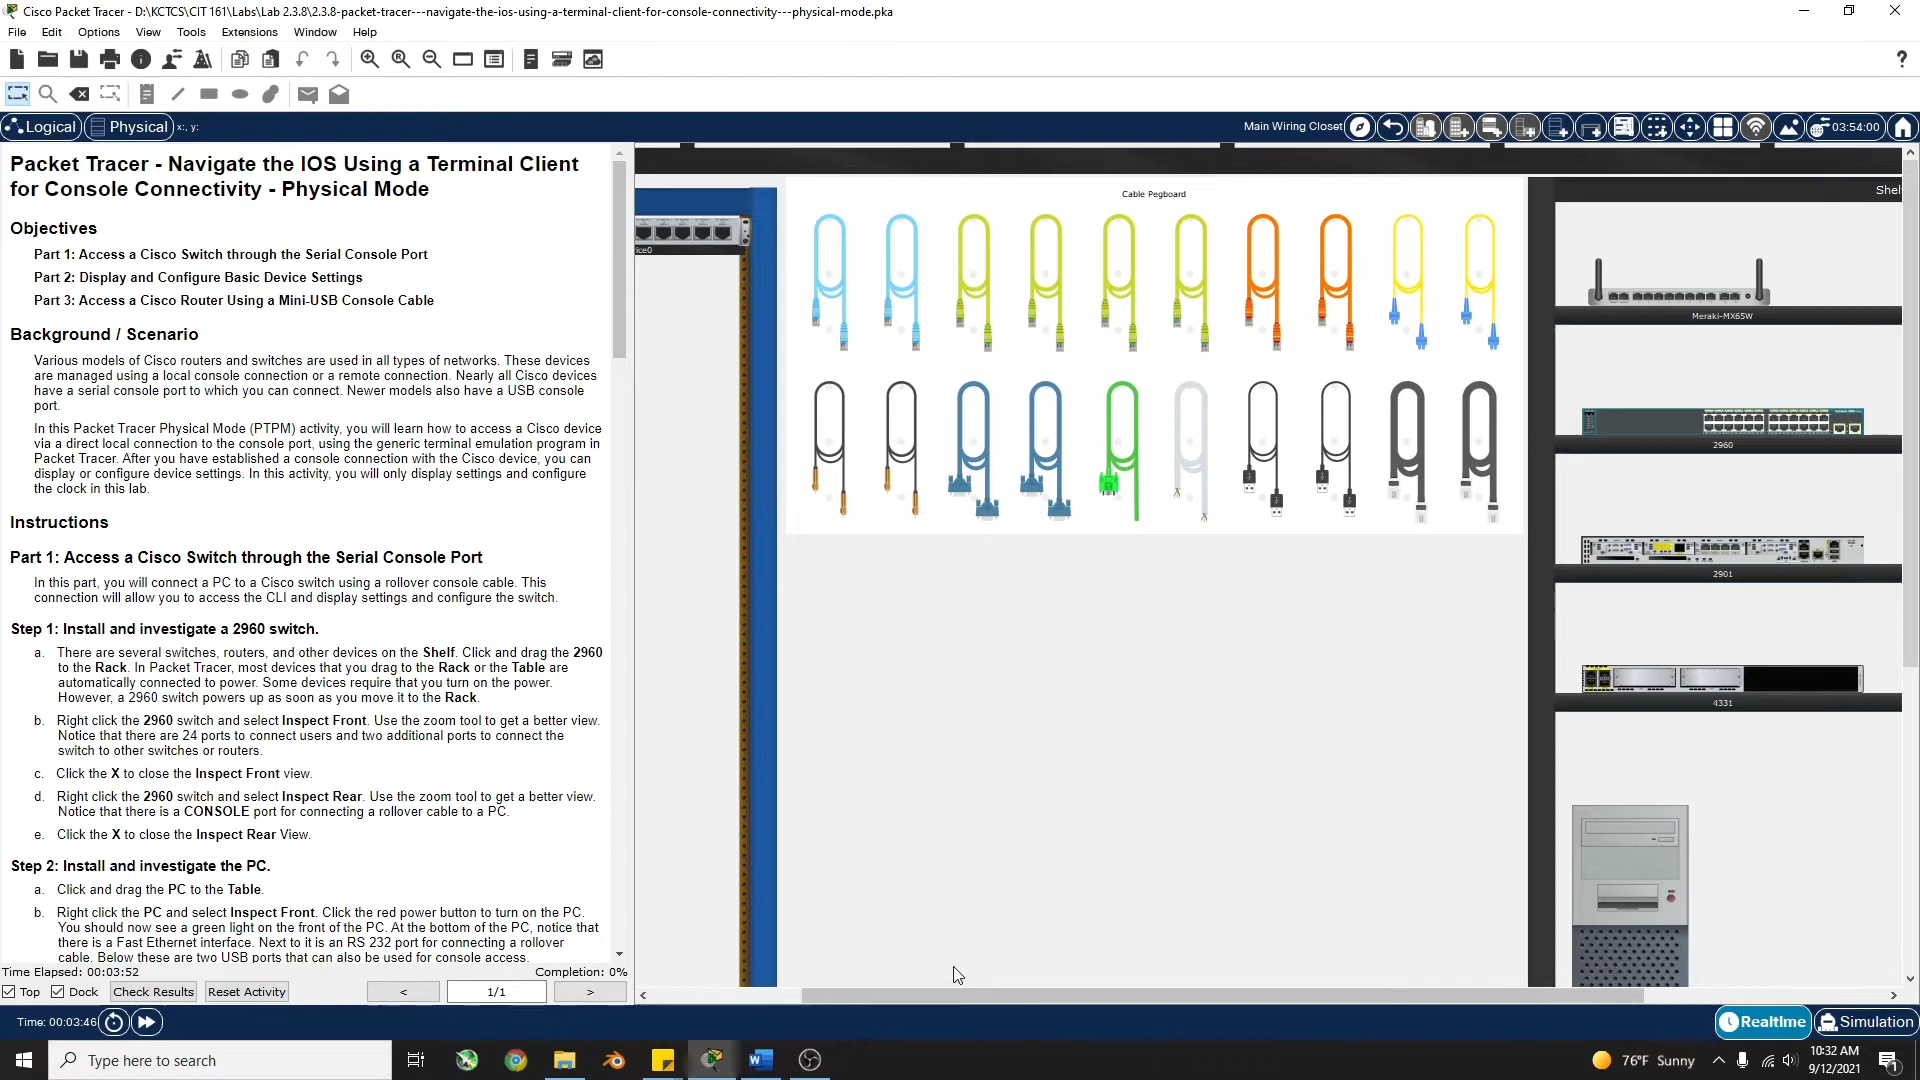 Cisco Packet Tracer - D:\KCTCS\CIT 161\Labs\Lab 2.3.8\2.3.8-packet-tracer---navigate-the-ios-using-a-terminal-client-for-console-connectivity---physical-mode.pka
File Edit Options View Tools Extensions Window Help
Logical Physical x:, y: Main Wiring Closet 03:54:00
Packet Tracer - Navigate the IOS Using a Terminal Client
for Console Connectivity - Physical Mode
Objectives
Part 1: Access a Cisco Switch through the Serial Console Port
Part 2: Display and Configure Basic Device Settings
Part 3: Access a Cisco Router Using a Mini-USB Console Cable
Background / Scenario
Various models of Cisco routers and switches are used in all types of networks. These devices
are managed using a local console connection or a remote connection. Nearly all Cisco devices
have a serial console port to which you can connect. Newer models also have a USB console
port.
In this Packet Tracer Physical Mode (PTPM) activity, you will learn how to access a Cisco device
via a direct local connection to the console port, using the generic terminal emulation program in
Packet Tracer. After you have established a console connection with the Cisco device, you can
display or configure device settings. In this activity, you will only display settings and configure
the clock in this lab.
Instructions
Part 1: Access a Cisco Switch through the Serial Console Port
In this part, you will connect a PC to a Cisco switch using a rollover console cable. This
connection will allow you to access the CLI and display settings and configure the switch.
Step 1: Install and investigate a 2960 switch.
a. There are several switches, routers, and other devices on the Shelf. Click and drag the 2960
to the Rack. In Packet Tracer, most devices that you drag to the Rack or the Table are
automatically connected to power. Some devices require that you turn on the power.
However, a 2960 switch powers up as soon as you move it to the Rack.
b. Right click the 2960 switch and select Inspect Front. Use the zoom tool to get a better view.
Notice that there are 24 ports to connect users and two additional ports to connect the
switch to other switches or routers.
c. Click the X to close the Inspect Front view.
d. Right click the 2960 switch and select Inspect Rear. Use the zoom tool to get a better view.
Notice that there is a CONSOLE port for connecting a rollover cable to a PC.
e. Click the X to close the Inspect Rear View.
Step 2: Install and investigate the PC.
a. Click and drag the PC to the Table.
b. Right click the PC and select Inspect Front. Click the red power button to turn on the PC.
You should now see a green light on the front of the PC. At the bottom of the PC, notice that
there is a Fast Ethernet interface. Next to it is an RS 232 port for connecting a rollover
cable. Below these are two USB ports that can also be used for console access.
Time Elapsed: 00:03:52 Completion: 0%
Top Dock Check Results Reset Activity < 1/1 >
ice0
Cable Pegboard
Shel
Meraki-MX65W
2960
2901
4331
Time: 00:03:46 Realtime Simulation
Type here to search
76°F Sunny
10:32 AM
9/12/2021
1